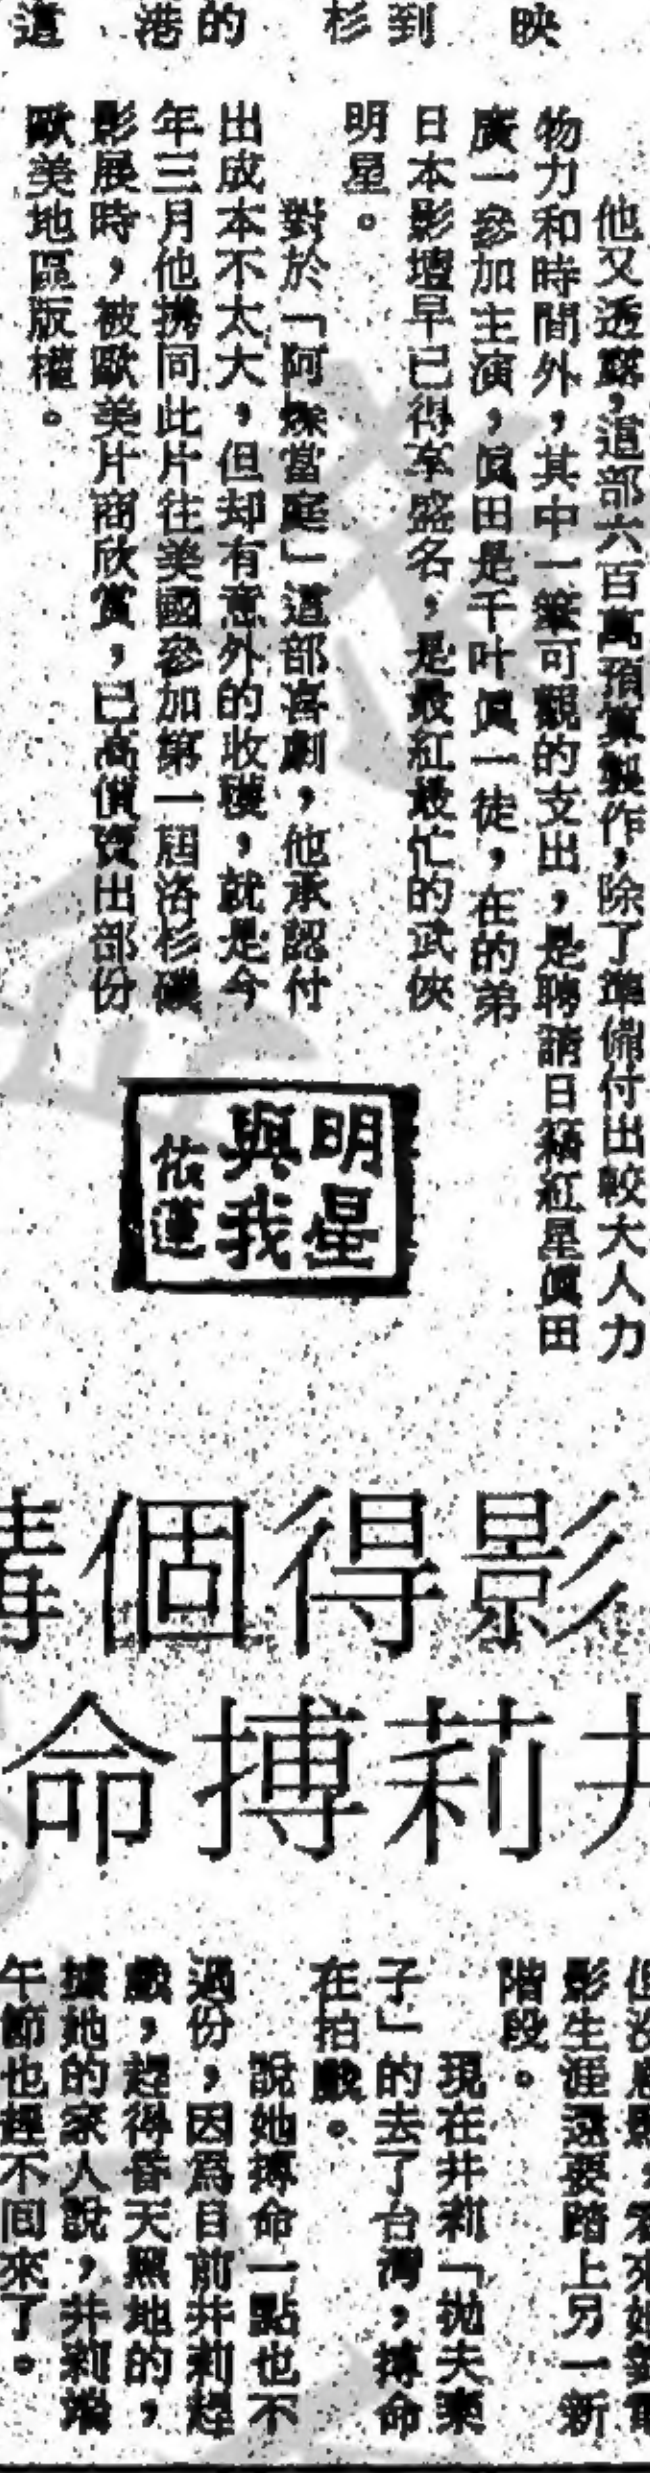 映
到
杉
的
港
這
他又透露，這部六百萬預算製作，除了準備付出較大人力
物力和時間外，其中一筆可觀的支出，是聘請日籍紅星眞田
廣一參加主演，眞田是千叶眞一徒，在的弟
日本影壇早已得享盛名，是最紅最忙的武俠
明星。
對於「阿燦當庭」這部喜劇，他承認付
出成本不太大，但却有意外的收穫，就是今
年三月他携同此片往美國參加第一屆洛杉磯
影展時，被歐美片商欣賞，已高價賣出部份
歐美地區版權。
明星
與我
依蓮
影得個講
井莉搏命
影生涯還要踏上另一新
階段。
現在井莉「拋夫棄
子」的去了台灣，搏命
在拍戲。
說她搏命一點也不
過份，因爲目前井莉趕
戲，趕得昏天黑地的，
據她的家人說，井莉端
午節也趕不回來了。